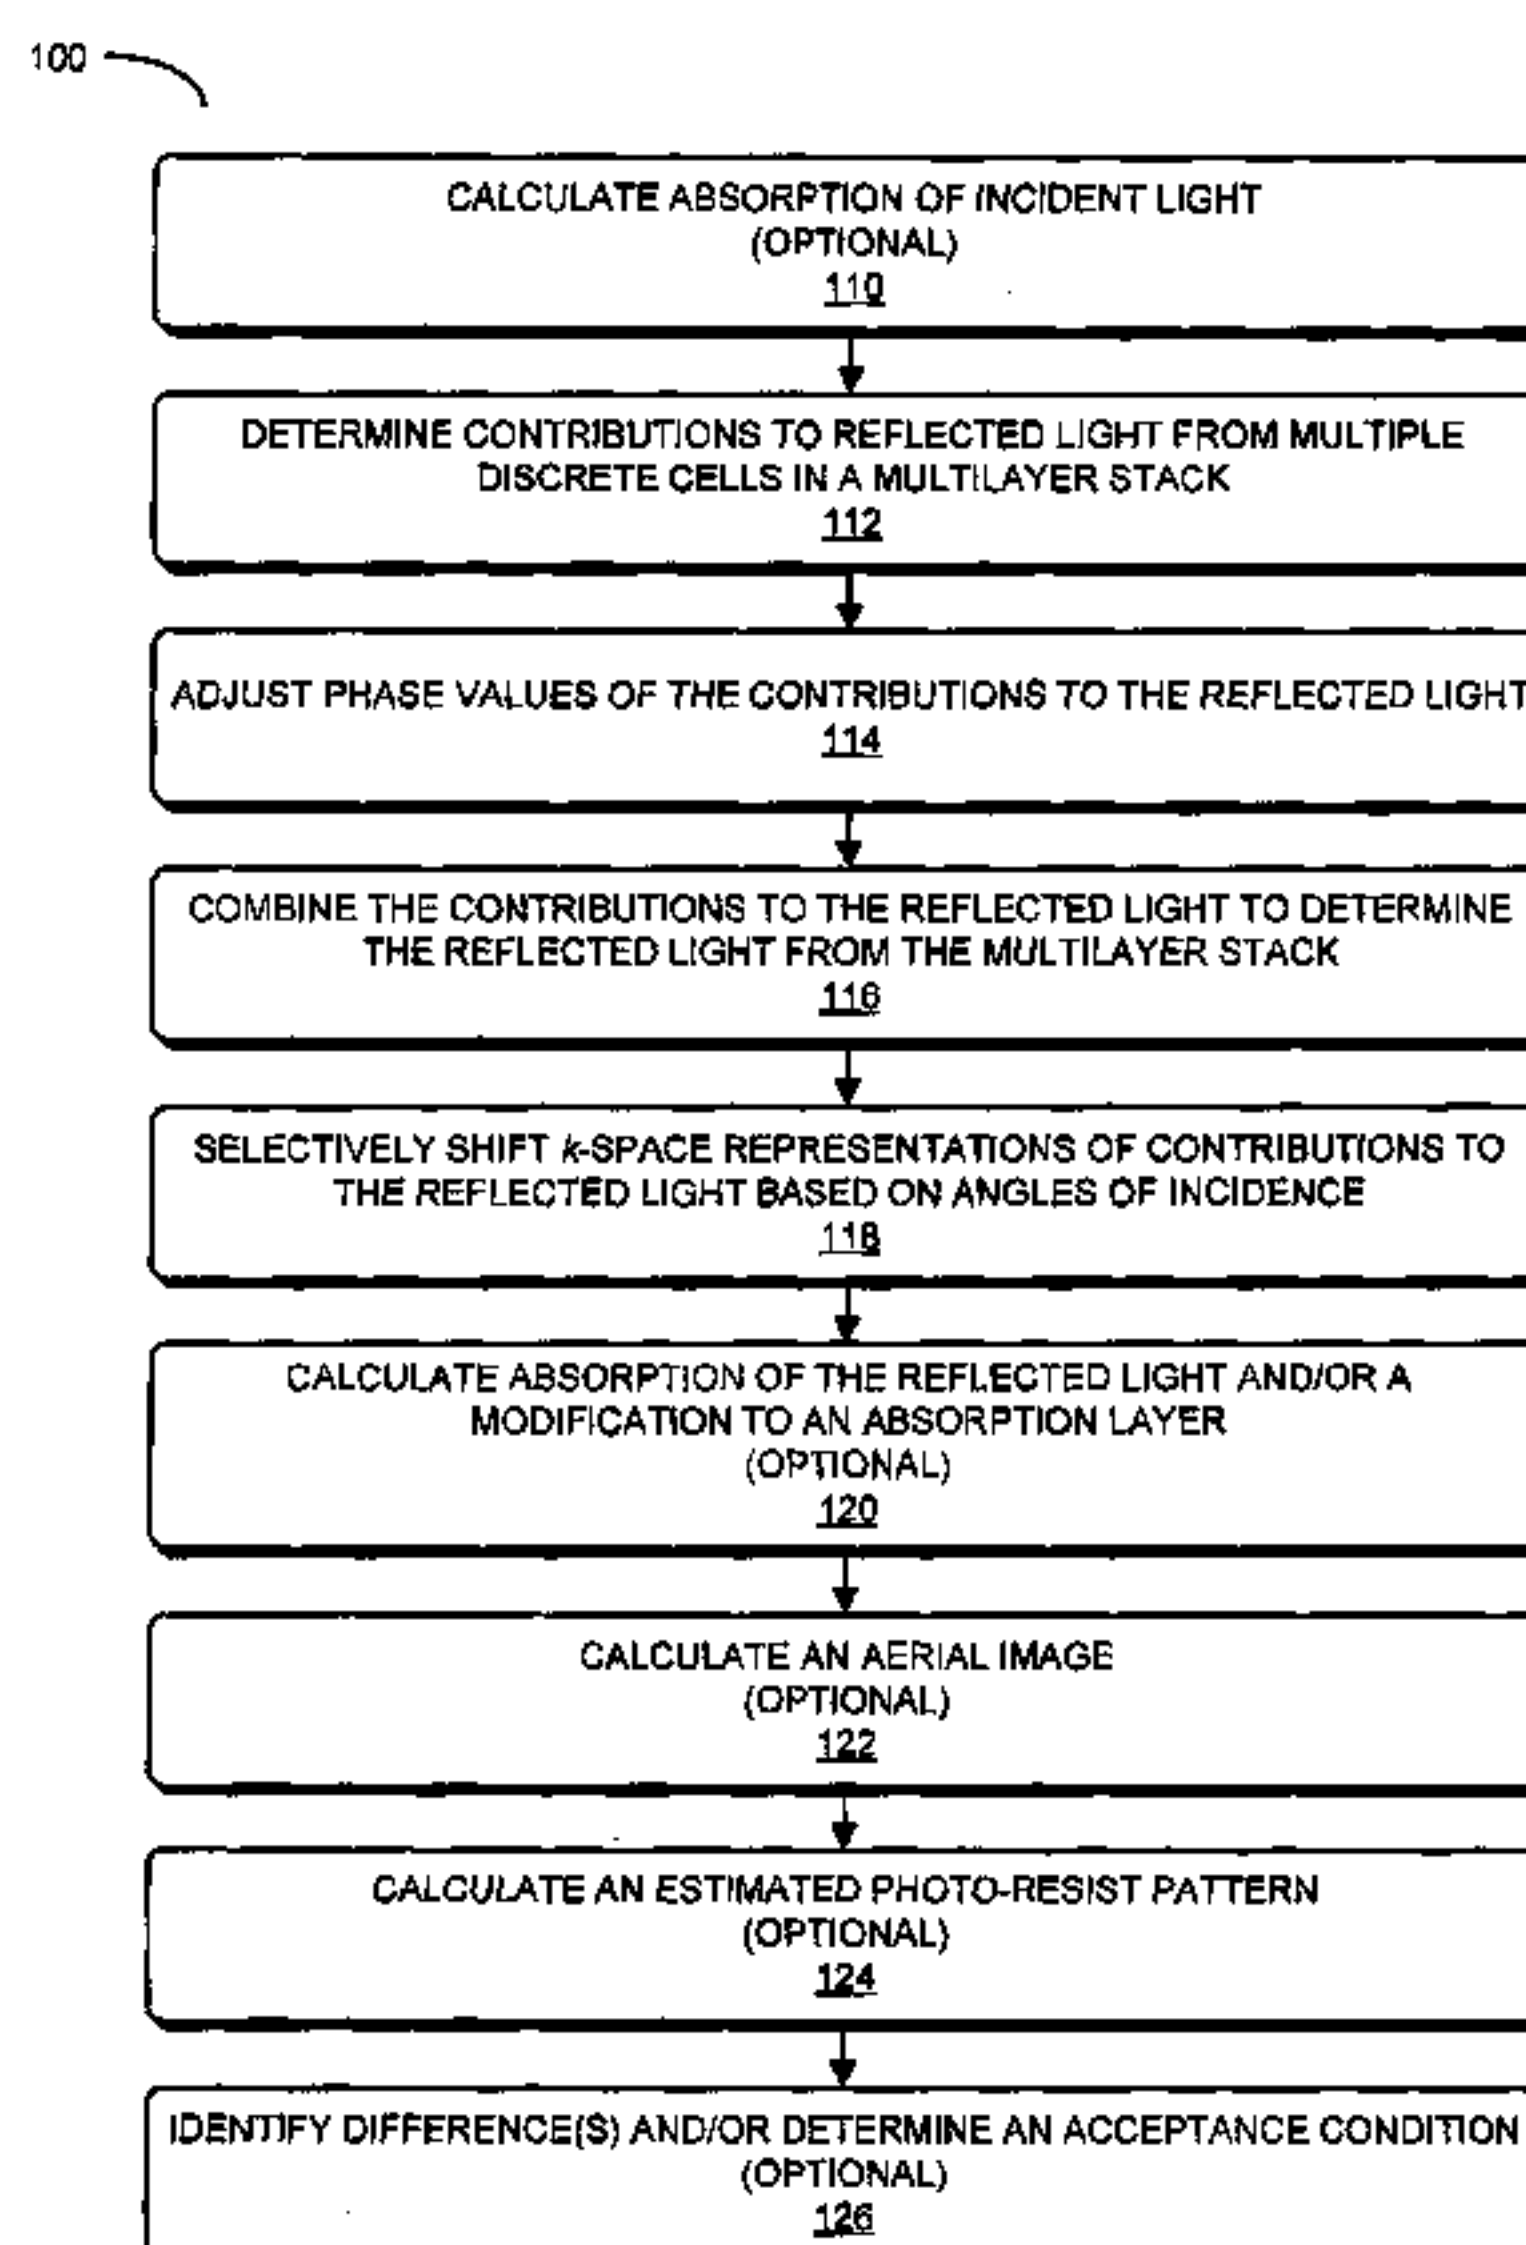 100
CALCULATE ABSORPTION OF INCIDENT LIGHT
(OPTIONAL)
110
DETERMINE CONTRIBUTIONS TO REFLECTED LIGHT FROM MULTIPLE
DISCRETE CELLS IN A MULTILAYER STACK
112
ADJUST PHASE VALUES OF THE CONTRIBUTIONS TO THE REFLECTED LIGHT
114
COMBINE THE CONTRIBUTIONS TO THE REFLECTED LIGHT TO DETERMINE
THE REFLECTED LIGHT FROM THE MULTILAYER STACK
116
SELECTIVELY SHIFT k-SPACE REPRESENTATIONS OF CONTRIBUTIONS TO
THE REFLECTED LIGHT BASED ON ANGLES OF INCIDENCE
118
CALCULATE ABSORPTION OF THE REFLECTED LIGHT AND/OR A
MODIFICATION TO AN ABSORPTION LAYER
(OPTIONAL)
120
CALCULATE AN AERIAL IMAGE
(OPTIONAL)
122
CALCULATE AN ESTIMATED PHOTO-RESIST PATTERN
(OPTIONAL)
124
IDENTIFY DIFFERENCE(S) AND/OR DETERMINE AN ACCEPTANCE CONDITION
(OPTIONAL)
126